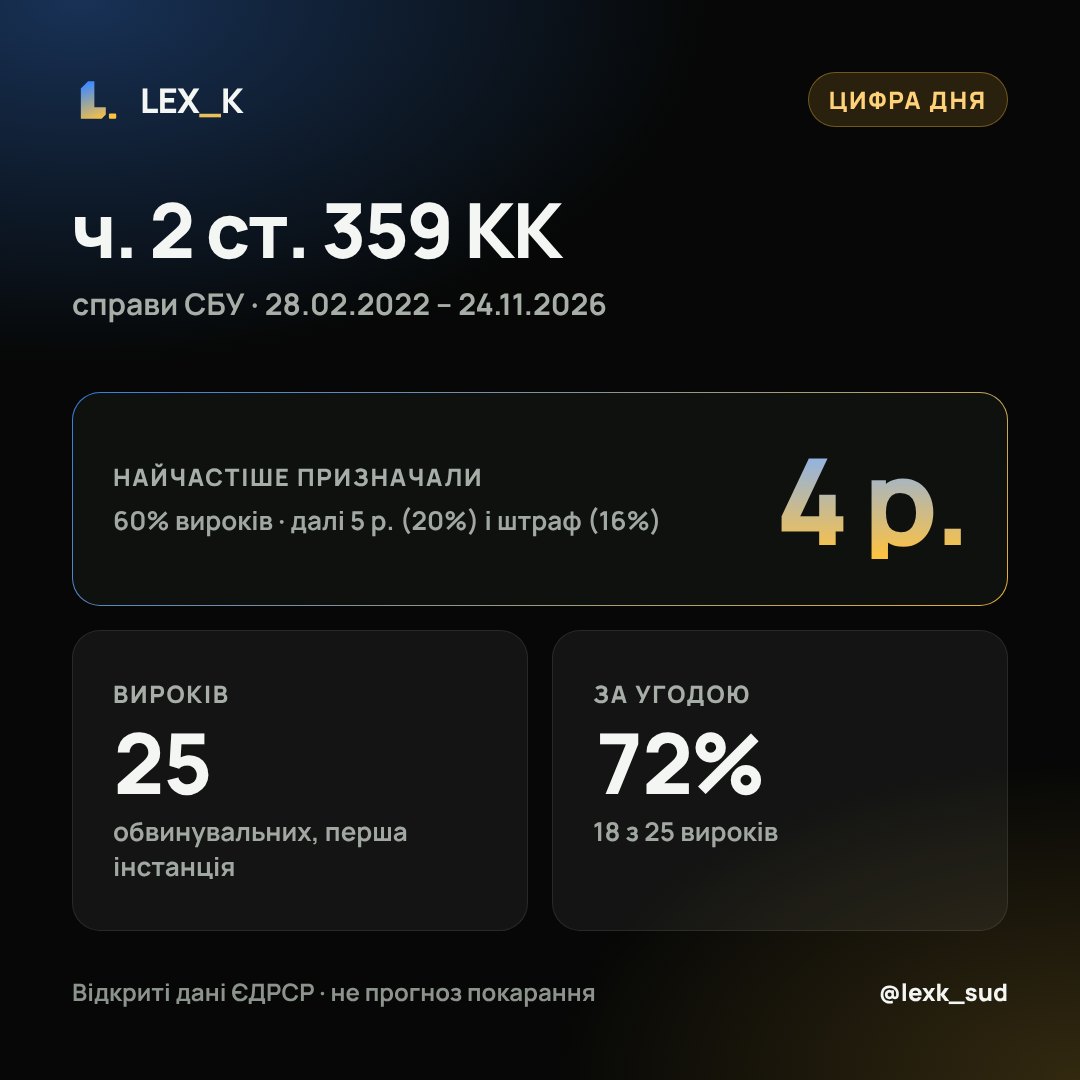 LEX_K
ЦИФРА ДНЯ
ч. 2 ст. 359 КК
справи СБУ · 28.02.2022 – 24.11.2026
НАЙЧАСТІШЕ ПРИЗНАЧАЛИ
60% вироків · далі 5 р. (20%) і штраф (16%)
4 р.
ВИРОКІВ
25
обвинувальних, перша
інстанція
ЗА УГОДОЮ
72%
18 з 25 вироків
Відкриті дані ЄДРСР · не прогноз покарання
@lexk_sud